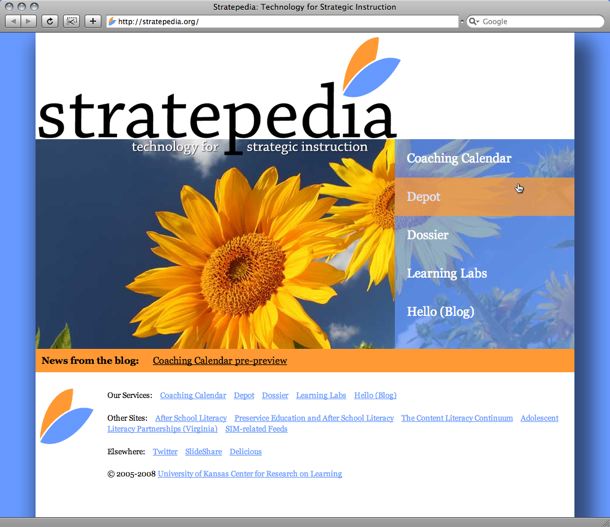 Stratepedia: Technology for Strategic Instruction
http://stratepedia.org/
Google
stratepedia
technology for strategic instruction
Coaching Calendar
Depot
Dossier
Learning Labs
Hello (Blog)
News from the blog: Coaching Calendar pre-preview
Our Services: Coaching Calendar Depot Dossier Learning Labs Hello (Blog)
Other Sites: After School Literacy Preservice Education and After School Literacy The Content Literacy Continuum Adolescent
Literacy Partnerships (Virginia) SIM-related Feeds
Elsewhere: Twitter SlideShare Delicious
© 2005-2008 University of Kansas Center for Research on Learning